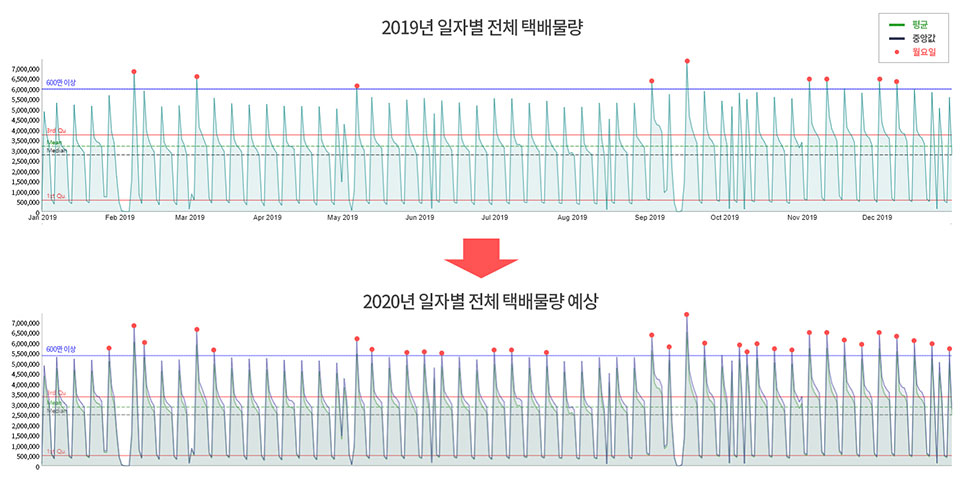 2019년 일자별 전체 택배물량
평균
중앙값
월요일
7,000,000
6,500,000
6,000,000
5,500,000
5,000,000
4,500,000
4,000,000
3,500,000
3,000,000
2,500,000
2,000,000
1,500,000
1,000,000
500,000
0
600만 이상
3rd Qu
Mean
Median
1st Qu
Jan 2019
Feb 2019
Mar 2019
Apr 2019
May 2019
Jun 2019
Jul 2019
Aug 2019
Sep 2019
Oct 2019
Nov 2019
Dec 2019
2020년 일자별 전체 택배물량 예상
7,000,000
6,500,000
6,000,000
5,500,000
5,000,000
4,500,000
4,000,000
3,500,000
3,000,000
2,500,000
2,000,000
1,500,000
1,000,000
500,000
0
600만 이상
3rd Qu
Mean
Median
1st Qu